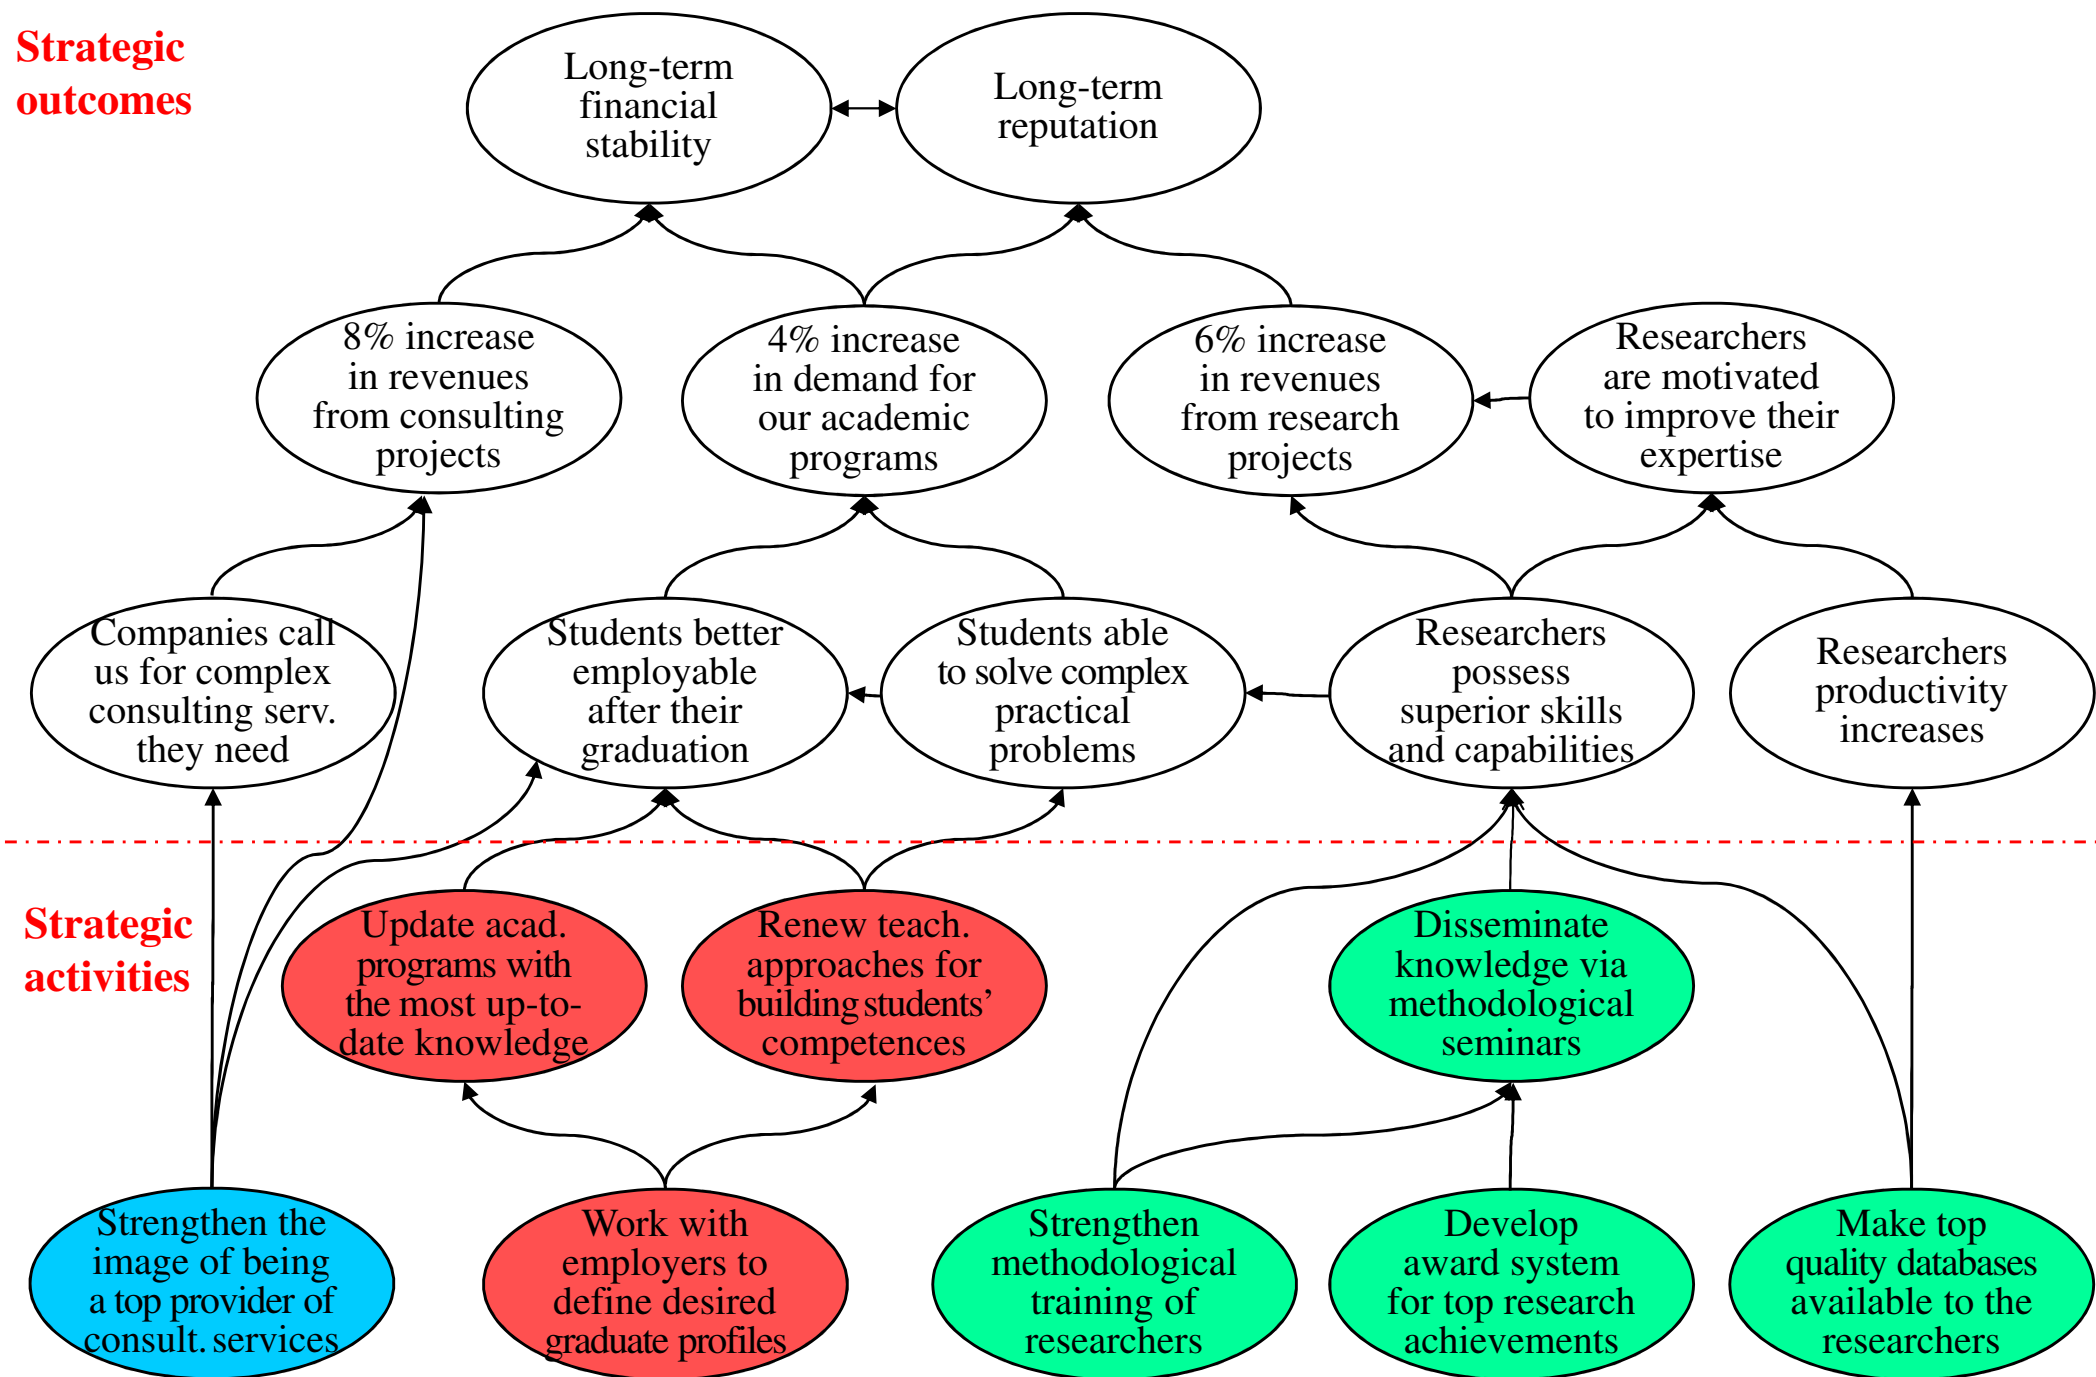 Strategic
outcomes
Long-term
financial
stability
Long-term
reputation
8% increase
in revenues
from consulting
projects
4% increase
in demand for
our academic
programs
6% increase
in revenues
from research
projects
Researchers
are motivated
to improve their
expertise
Companies call
us for complex
consulting serv.
they need
Students better
employable
after their
graduation
Students able
to solve complex
practical
problems
Researchers
possess
superior skills
and capabilities
Researchers
productivity
increases
Strategic
activities
Update acad.
programs with
the most up-to-
date knowledge
Renew teach.
approaches for
building students’
competences
Disseminate
knowledge via
methodological
seminars
Strengthen the
image of being
a top provider of
consult. services
Work with
employers to
define desired
graduate profiles
Strengthen
methodological
training of
researchers
Develop
award system
for top research
achievements
Make top
quality databases
available to the
researchers